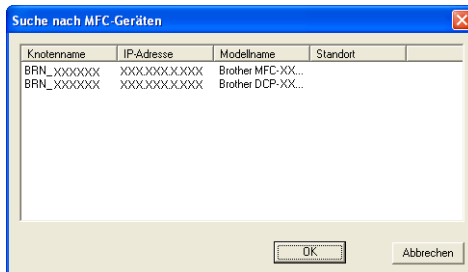 Suche nach MFC-Geräten
Knotenname IP-Adresse Modellname Standort
BRN_XXXXXX XXX.XXX.X.XXX Brother MFC-XX...
BRN_XXXXXX XXX.XXX.X.XXX Brother DCP-XX...
OK Abbrechen